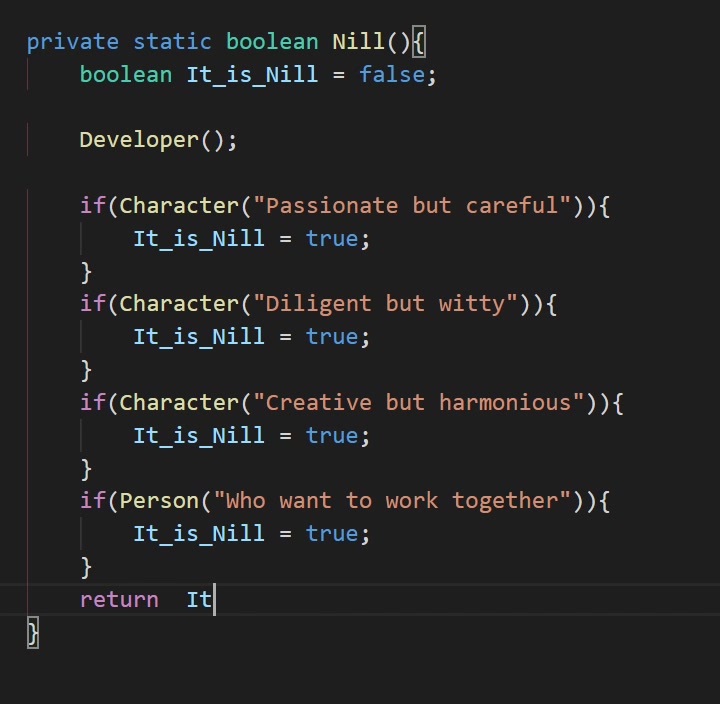 private static boolean Nill(){
    boolean It_is_Nill = false;
    Developer();
    if(Character("Passionate but careful")){
        It_is_Nill = true;
    }
    if(Character("Diligent but witty")){
        It_is_Nill = true;
    }
    if(Character("Creative but harmonious")){
        It_is_Nill = true;
    }
    if(Person("Who want to work together")){
        It_is_Nill = true;
    }
    return  It
}